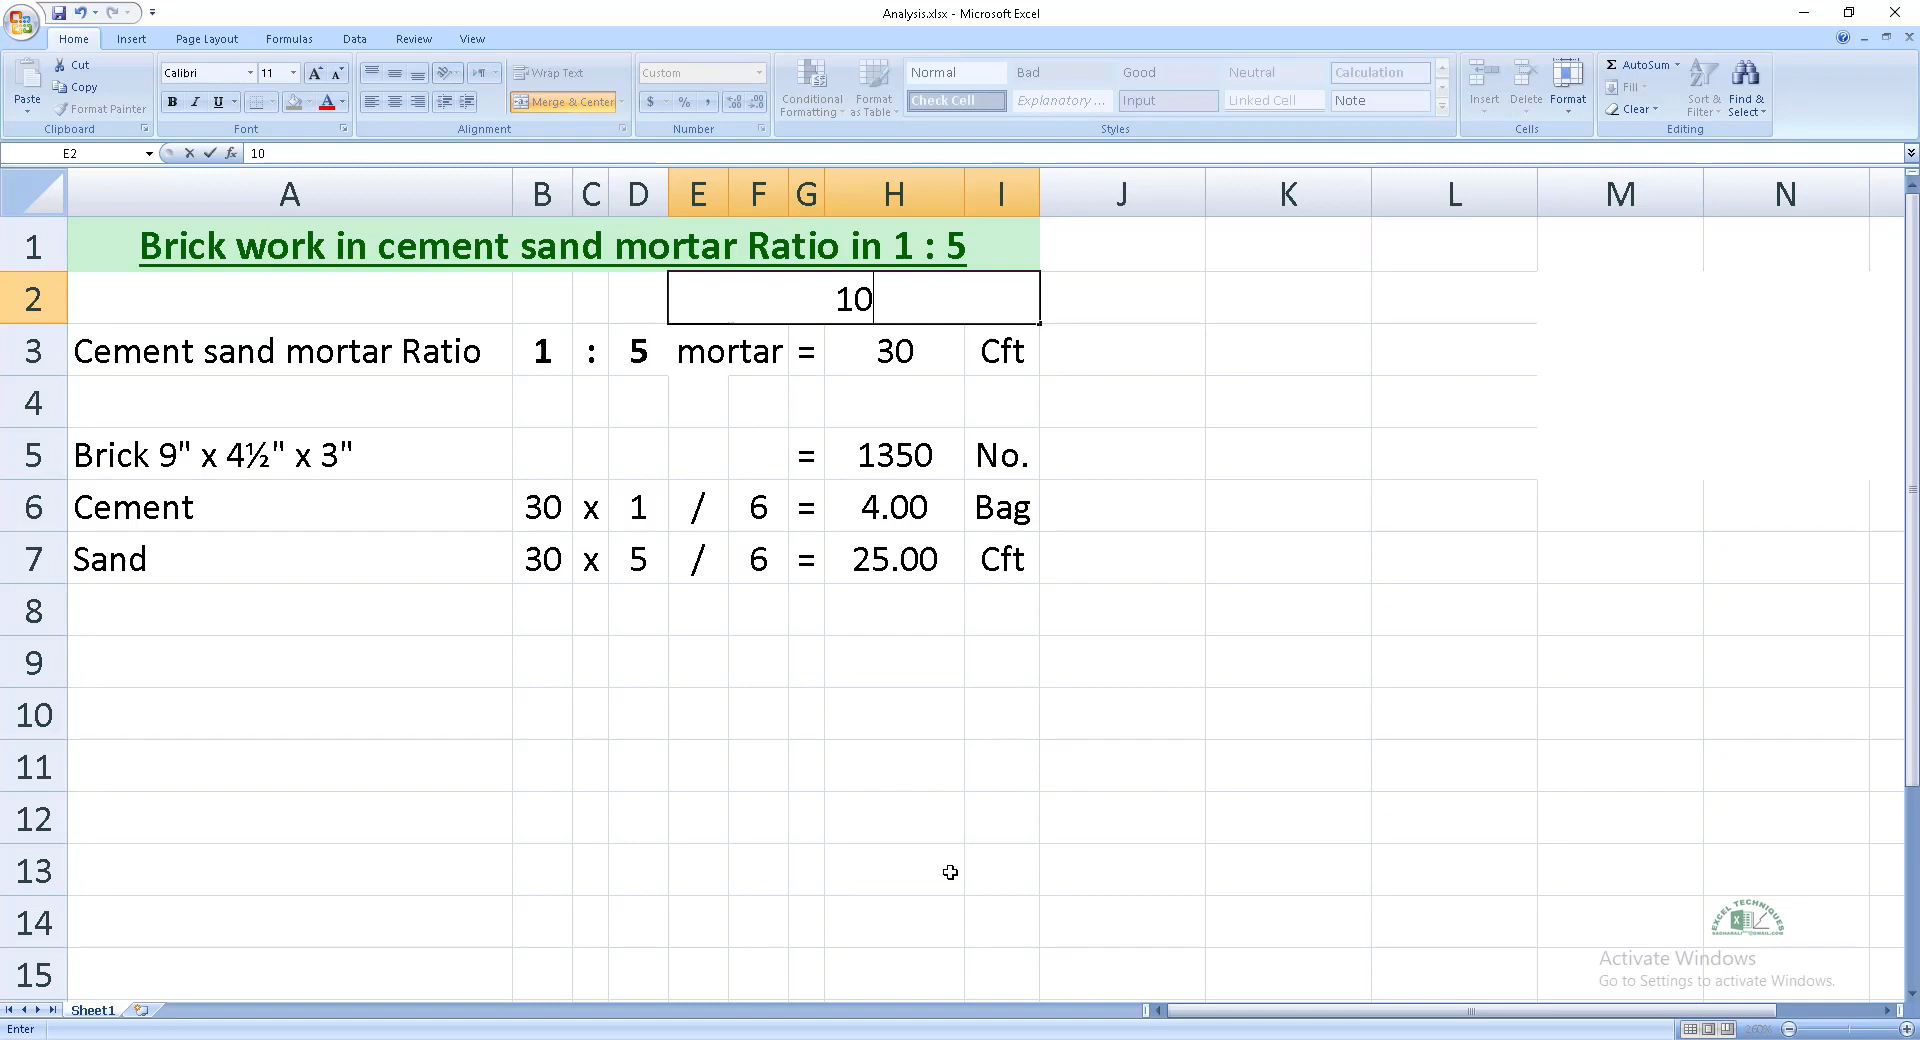 Analysis.xlsx - Microsoft Excel
Home Insert Page Layout Formulas Data Review View
Paste
Cut
Copy
Format Painter
Clipboard
Calibri 11
B I U
Font
Wrap Text
Merge & Center
Alignment
Custom
$ % ,
Number
Conditional Formatting
Format as Table
Normal Bad Good Neutral Calculation
Check Cell Explanatory ... Input Linked Cell Note
Styles
Insert Delete Format
Cells
Σ AutoSum
Fill
Clear
Sort & Filter
Find & Select
Editing
E2 fx 10
A B C D E F G H I J K L M N
1 Brick work in cement sand mortar Ratio in 1 : 5
2 10
3 Cement sand mortar Ratio 1 : 5 mortar = 30 Cft
4
5 Brick 9" x 4½" x 3" = 1350 No.
6 Cement 30 x 1 / 6 = 4.00 Bag
7 Sand 30 x 5 / 6 = 25.00 Cft
8
9
10
11
12
13
14
15
EXCEL TECHNIQUES
Activate Windows
Go to Settings to activate Windows.
Sheet1
Enter 260%